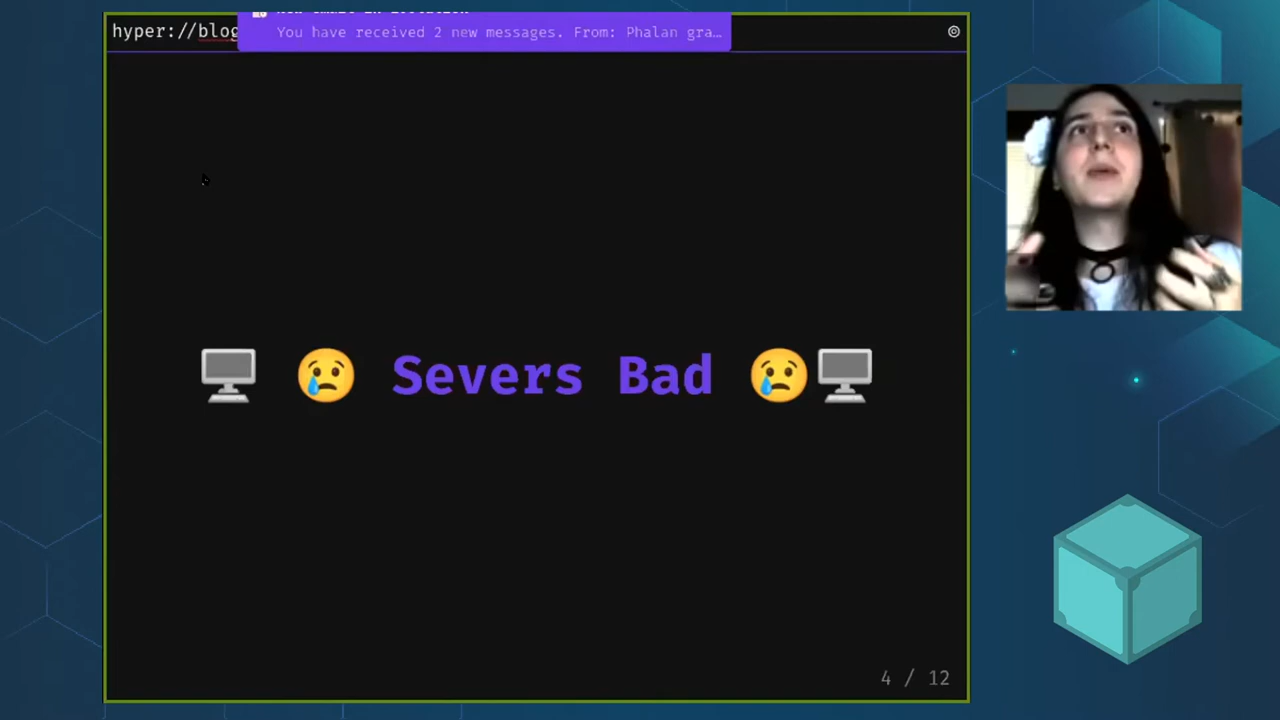 hyper://blog
You have received 2 new messages. From: Phalan gra…
Severs Bad
4 / 12